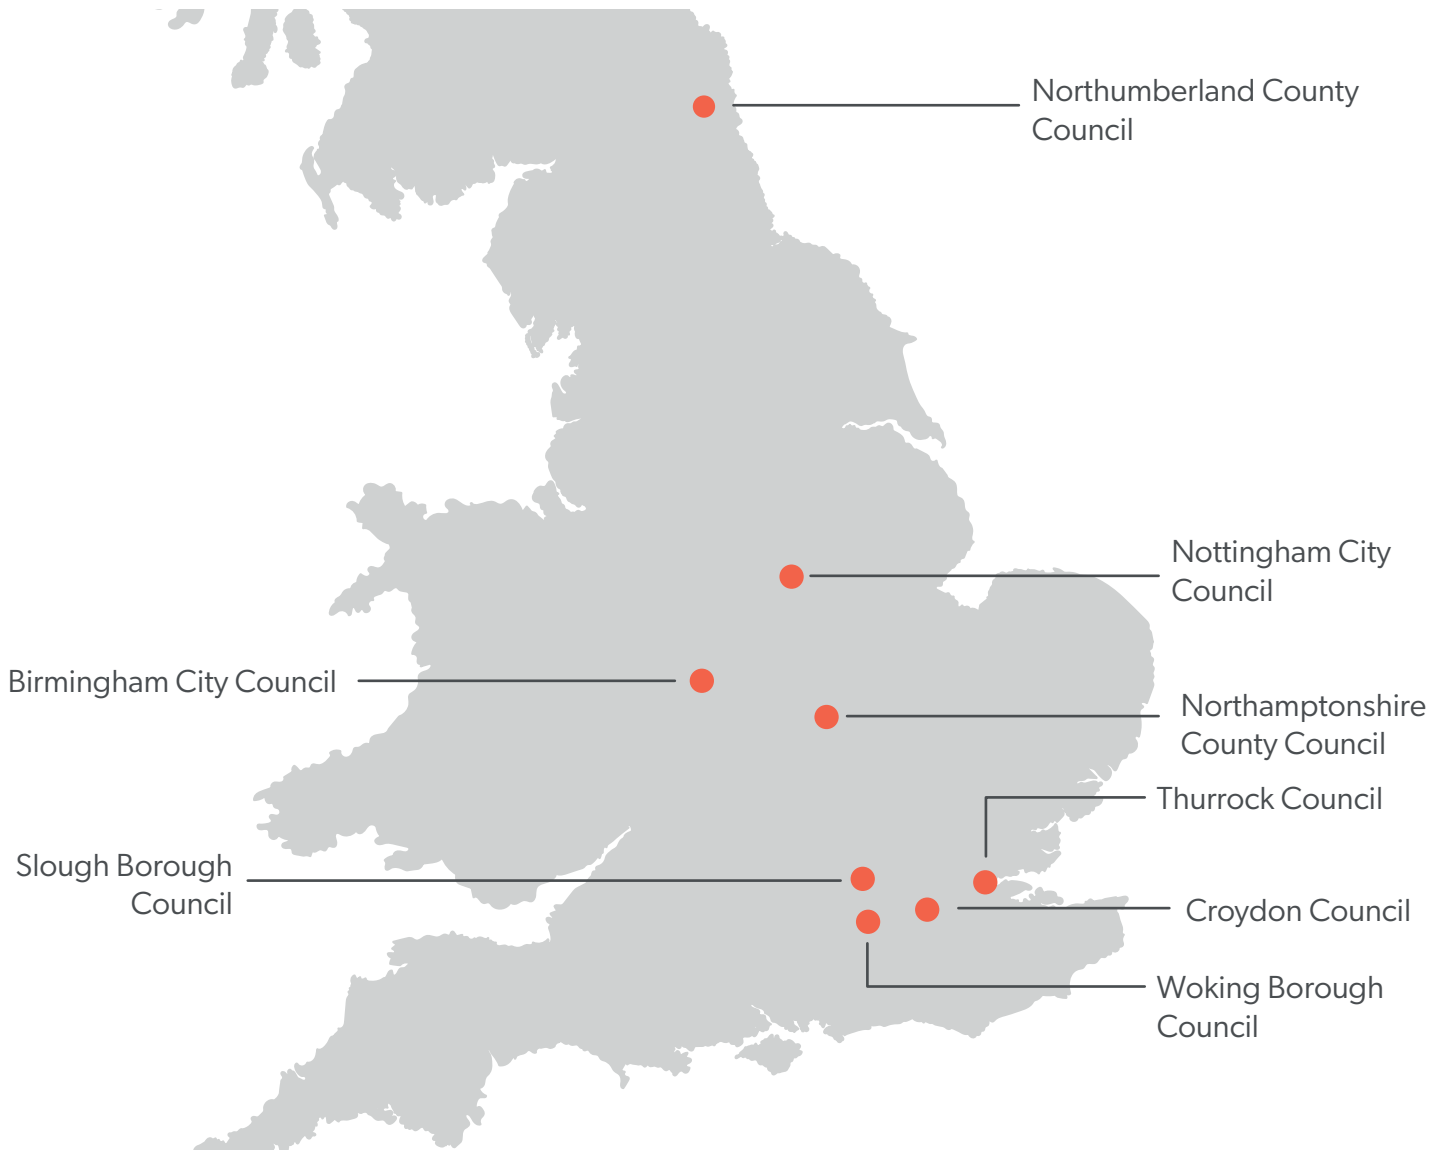 Northumberland County
Council
Nottingham City
Council
Birmingham City Council
Northamptonshire
County Council
Thurrock Council
Slough Borough
Council
Croydon Council
Woking Borough
Council